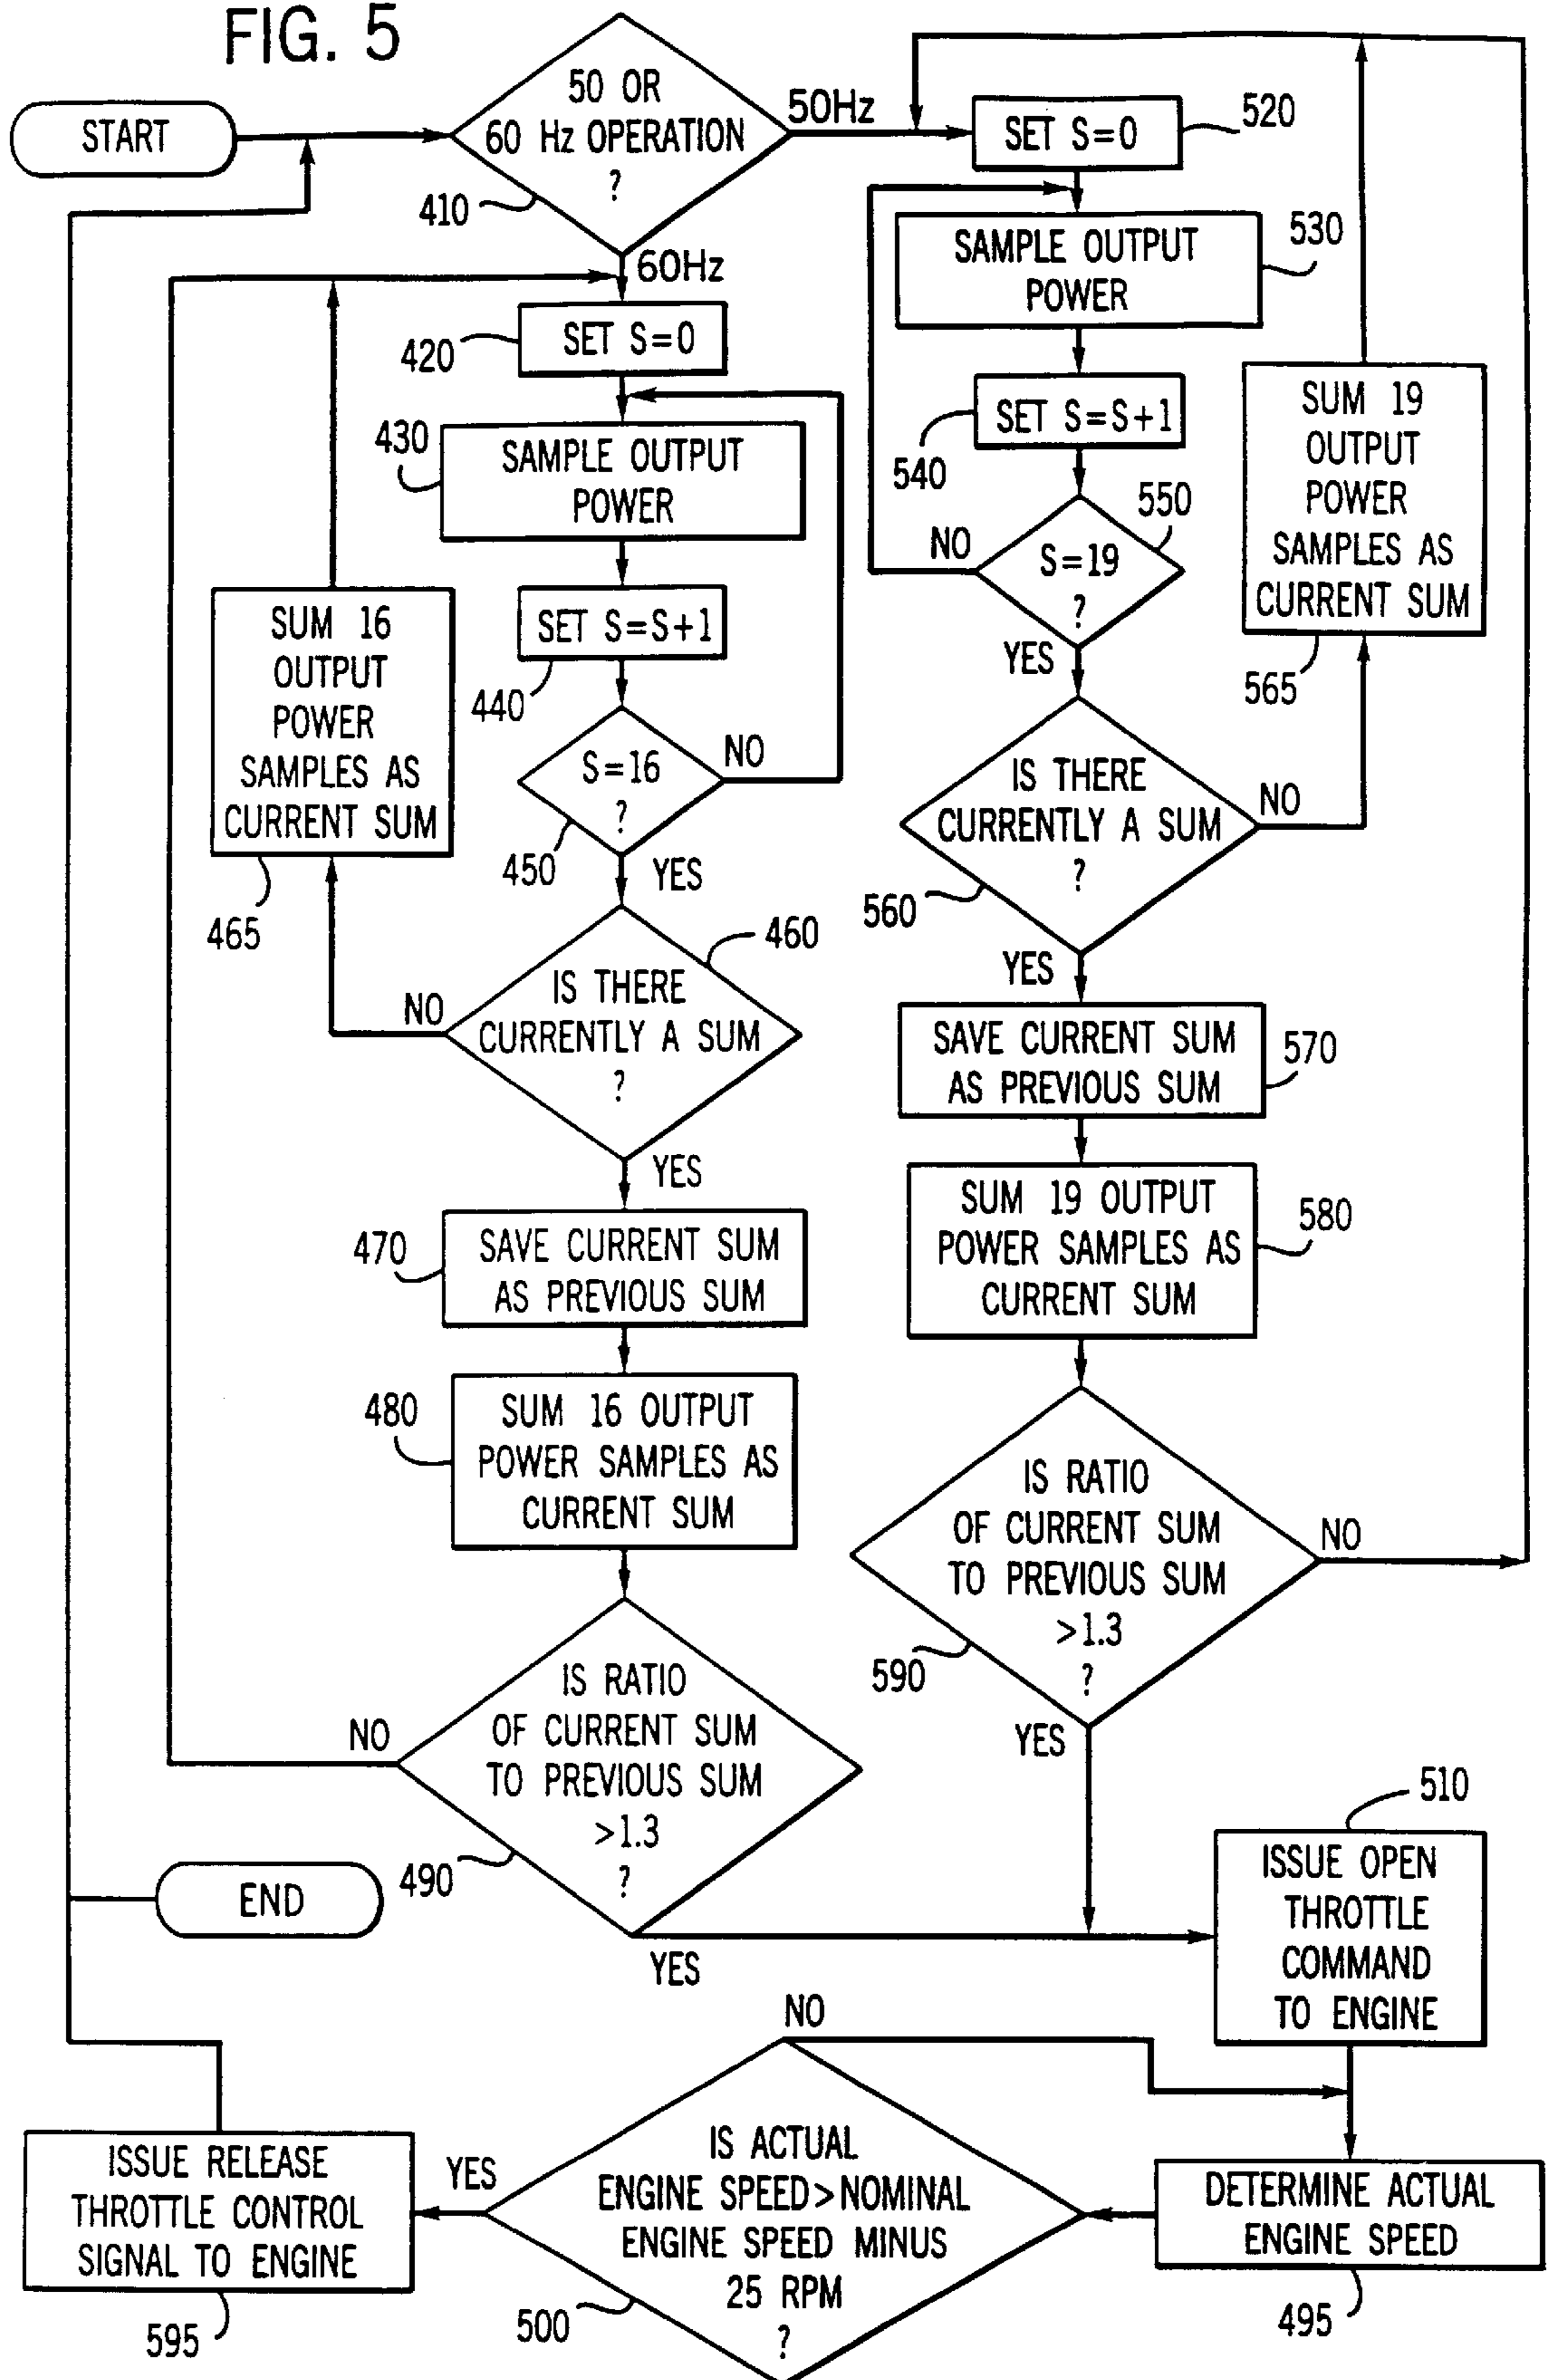 FIG. 5
START
50 OR
60 Hz OPERATION
?
410
50Hz
60Hz
SET S=0
420
430
SAMPLE OUTPUT
POWER
SET S=S+1
440
S=16
?
450
NO
YES
IS THERE
CURRENTLY A SUM
?
460
NO
SUM 16
OUTPUT
POWER
SAMPLES AS
CURRENT SUM
465
YES
470
SAVE CURRENT SUM
AS PREVIOUS SUM
480
SUM 16 OUTPUT
POWER SAMPLES AS
CURRENT SUM
IS RATIO
OF CURRENT SUM
TO PREVIOUS SUM
>1.3
?
490
NO
YES
END
SET S=0
520
SAMPLE OUTPUT
POWER
530
SET S=S+1
540
S=19
?
550
NO
YES
IS THERE
CURRENTLY A SUM
?
560
NO
SUM 19
OUTPUT
POWER
SAMPLES AS
CURRENT SUM
565
YES
SAVE CURRENT SUM
AS PREVIOUS SUM
570
SUM 19 OUTPUT
POWER SAMPLES AS
CURRENT SUM
580
IS RATIO
OF CURRENT SUM
TO PREVIOUS SUM
>1.3
?
590
NO
YES
510
ISSUE OPEN
THROTTLE
COMMAND
TO ENGINE
DETERMINE ACTUAL
ENGINE SPEED
495
NO
IS ACTUAL
ENGINE SPEED>NOMINAL
ENGINE SPEED MINUS
25 RPM
?
500
YES
ISSUE RELEASE
THROTTLE CONTROL
SIGNAL TO ENGINE
595